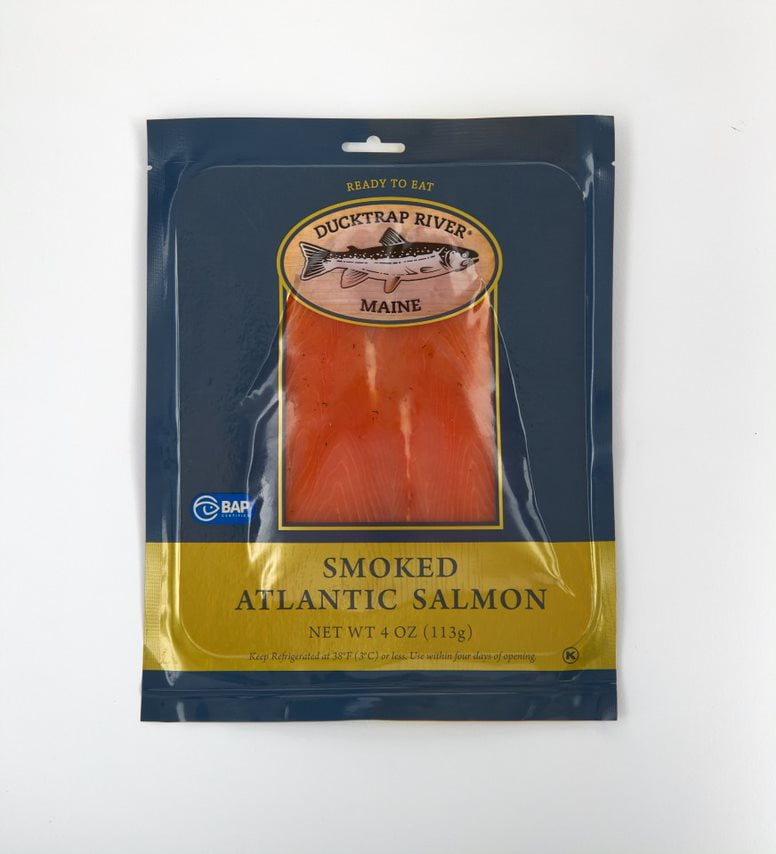 READY TO EAT
DUCKTRAP RIVER®
MAINE
BAP
CERTIFIED
SMOKED
ATLANTIC SALMON
NET WT 4 OZ (113g)
Keep Refrigerated at 38°F (3°C) or less. Use within four days of opening.
K